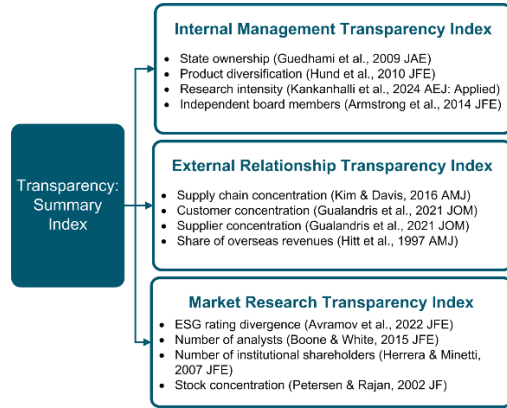 Transparency:
Summary
Index
Internal Management Transparency Index
• State ownership (Guedhami et al., 2009 JAE)
• Product diversification (Hund et al., 2010 JFE)
• Research intensity (Kankanhalli et al., 2024 AEJ: Applied)
• Independent board members (Armstrong et al., 2014 JFE)
External Relationship Transparency Index
• Supply chain concentration (Kim & Davis, 2016 AMJ)
• Customer concentration (Gualandris et al., 2021 JOM)
• Supplier concentration (Gualandris et al., 2021 JOM)
• Share of overseas revenues (Hitt et al., 1997 AMJ)
Market Research Transparency Index
• ESG rating divergence (Avramov et al., 2022 JFE)
• Number of analysts (Boone & White, 2015 JFE)
• Number of institutional shareholders (Herrera & Minetti,
2007 JFE)
• Stock concentration (Petersen & Rajan, 2002 JF)